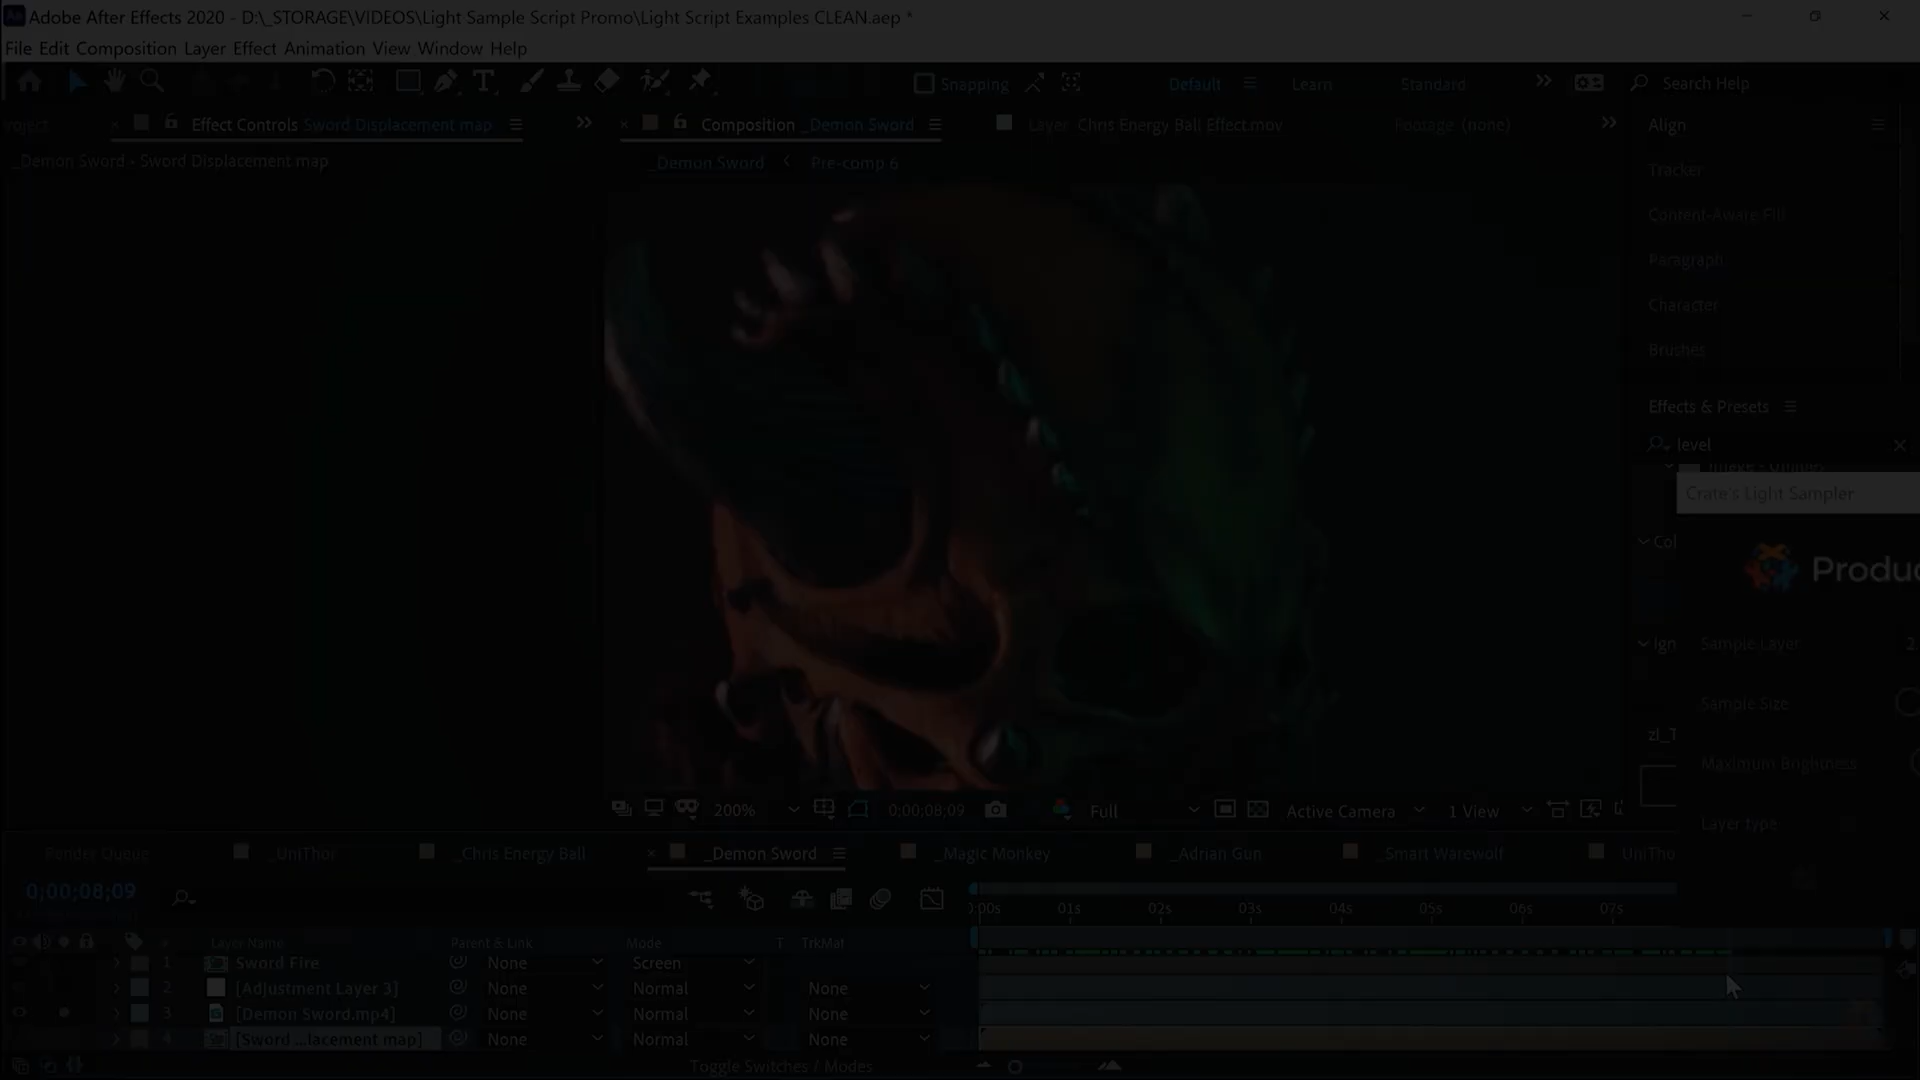 Adobe After Effects 2020 - D:\_STORAGE\VIDEOS\Light Sample Script Promo\Light Script Examples CLEAN.aep *
File Edit Composition Layer Effect Animation View Window Help
Snapping Default Learn Standard Search Help
roject Effect Controls Sword Displacement map Composition _Demon Sword Layer Chris Energy Ball Effect.mov Footage (none) Align
_Demon Sword - Sword Displacement map _Demon Sword Pre-comp 6
Tracker
Content-Aware Fill
Paragraph
Character
Brushes
Effects & Presets
level
Crate's Light Sampler
Col
Produc
Ign Sample Layer 2.
Sample Size
zl_T
Maximum Brightness
200% 0;00;08;09 Full Active Camera 1 View
Layer type
Render Queue _UniThor _Chris Energy Ball _Demon Sword _Magic Monkey _Adrian Gun _Smart Warewolf UniTho
0;00;08;09
0:00s 01s 02s 03s 04s 05s 06s 07s
Layer Name Parent & Link Mode T TrkMat
1 Sword Fire None Screen
2 [Adjustment Layer 3] None Normal None
3 [Demon Sword.mp4] None Normal None
4 [Sword ...lacement map] None Normal None
Toggle Switches / Modes